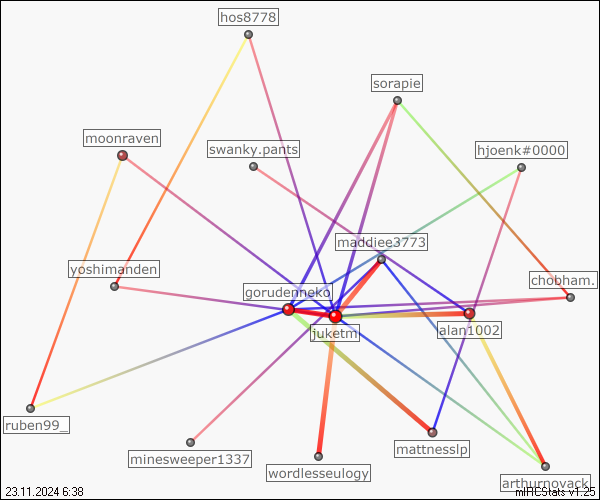 hos8778
sorapie
moonraven
swanky.pants
hjoenk#0000
maddiee3773
yoshimanden
chobham.
gorudenneko
juketm
alan1002
ruben99_
mattnesslp
minesweeper1337
wordlesseulogy
arthurnovack
23.11.2024 6:38
mIHCStats v1.25